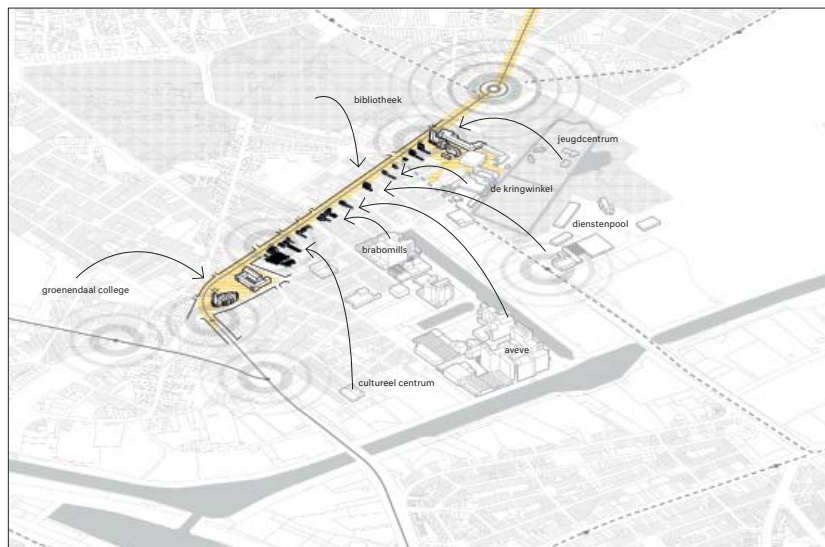 bibliotheek
jeugdcentrum
de kringwinkel
dienstenpool
brabomills
groenendaal college
aveve
cultureel centrum